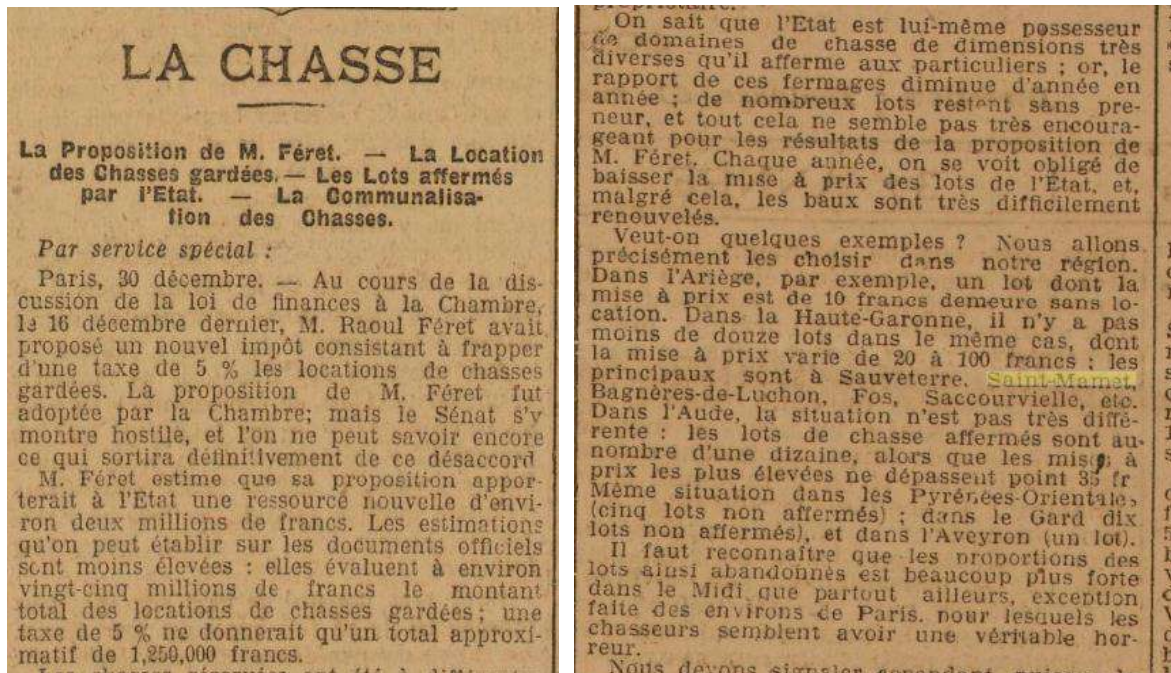 LA CHASSE
La Proposition de M. Féret. — La Location
des Chasses gardées. — Les Lots affermés
par l'Etat. — La Communalisa-
tion des Chasses.
Par service spécial :
Paris, 30 décembre. — Au cours de la dis-
cussion de la loi de finances à la Chambre,
le 16 décembre dernier, M. Raoul Féret avait
proposé un nouvel impôt consistant à frapper
d'une taxe de 5 % les locations de chasses
gardées. La proposition de M. Féret fut
adoptée par la Chambre; mais le Sénat s'y
montre hostile, et l'on ne peut savoir encore
ce qui sortira définitivement de ce désaccord
M. Féret estime que sa proposition appor-
terait à l'Etat une ressource nouvelle d'envi-
ron deux millions de francs. Les estimations
qu'on peut établir sur les documents officiels
sont moins élevées : elles évaluent à environ
vingt-cinq millions de francs le montant
total des locations de chasses gardées; une
taxe de 5 % ne donnerait qu'un total approxi-
matif de 1,250,000 francs.
On sait que l'Etat est lui-même possesseur
de domaines de chasse de dimensions très
diverses qu'il afferme aux particuliers ; or, le
rapport de ces fermages diminue d'année en
année ; de nombreux lots restent sans pre-
neur, et tout cela ne semble pas très encoura-
geant pour les résultats de la proposition de
M. Féret. Chaque année, on se voit obligé de
baisser la mise à prix des lots de l'État, et,
malgré cela, les baux sont très difficilement
renouvelés.
Veut-on quelques exemples ? Nous allons
précisément les choisir dans notre région.
Dans l'Ariège, par exemple, un lot dont la
mise à prix est de 10 francs demeure sans lo-
cation. Dans la Haute-Garonne, il n'y a pas
moins de douze lots dans le même cas, dont
la mise à prix varie de 20 à 100 francs ; les
principaux sont à Sauveterre, Saint-Mamet,
Bagnères-de-Luchon, Fos, Saccourvielle, etc.
Dans l'Aude, la situation n'est pas très diffé-
rente : les lots de chasse affermés sont au
nombre d'une dizaine, alors que les mises à
prix les plus élevées ne dépassent point 35 fr
Même situation dans les Pyrénées-Orientales
(cinq lots non affermés) ; dans le Gard dix
lots non affermés), et dans l'Aveyron (un lot).
Il faut reconnaître que les proportions des
lots ainsi abandonnés est beaucoup plus forte
dans le Midi que partout ailleurs, exception
faite des environs de Paris, pour lesquels les
chasseurs semblent avoir une véritable hor-
reur.
Nous devons signaler cependant